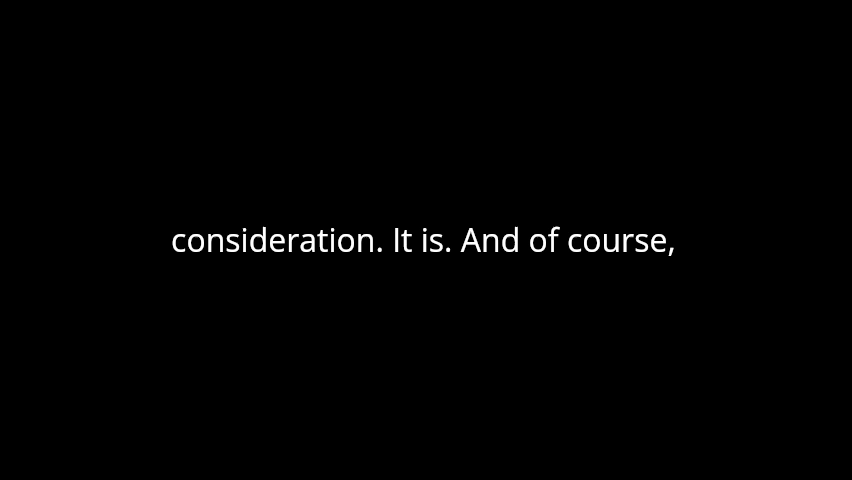 consideration. It is. And of course,